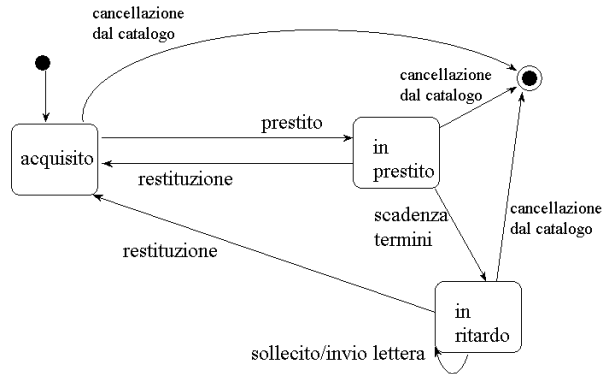 cancellazione
dal catalogo
cancellazione
dal catalogo
prestito
acquisito
in
prestito
restituzione
scadenza
termini
cancellazione
dal catalogo
restituzione
in
ritardo
sollecito/invio lettera